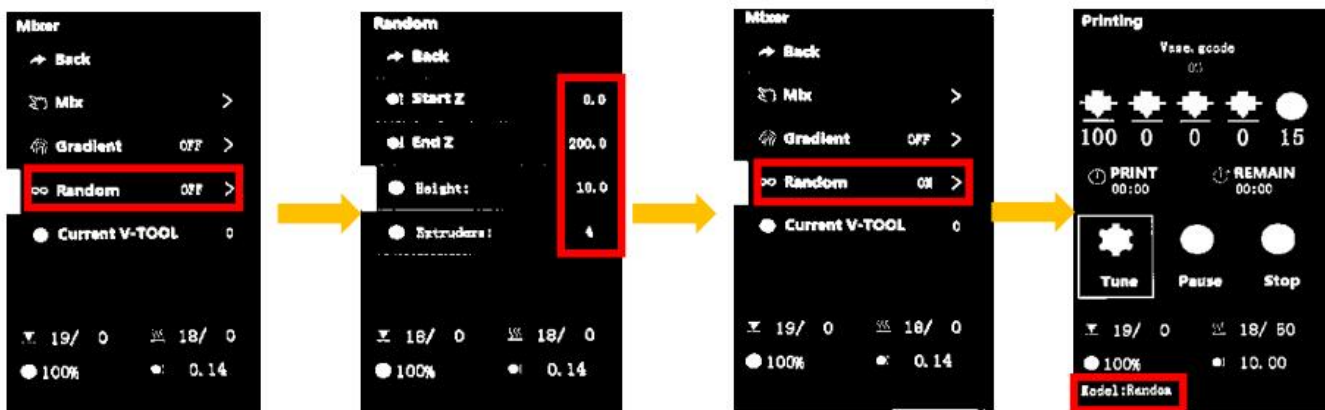 Mixer
Back
Mix >
Gradient OFF >
Random OFF >
Current V-TOOL 0
19/ 0 18/ 0
100% 0.14
Random
Back
Start Z 0.0
End Z 200.0
Height: 10.0
Extruders: 4
18/ 0 18/ 0
100% 0.14
Mixer
Back
Mix >
Gradient OFF >
Random ON >
Current V-TOOL 0
19/ 0 18/ 0
100% 0.14
Printing
Vase.gcode
0%
100 0 0 0 15
PRINT REMAIN
00:00 00:00
Tune Pause Stop
19/ 0 18/ 50
100% 10.00
Model:Random